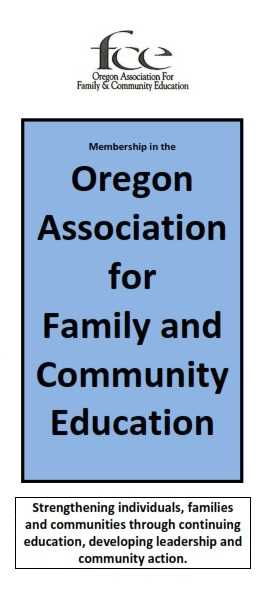 fce
Oregon Association For
Family & Community Education
Membership in the
Oregon
Association
for
Family and
Community
Education
Strengthening individuals, families
and communities through continuing
education, developing leadership and
community action.